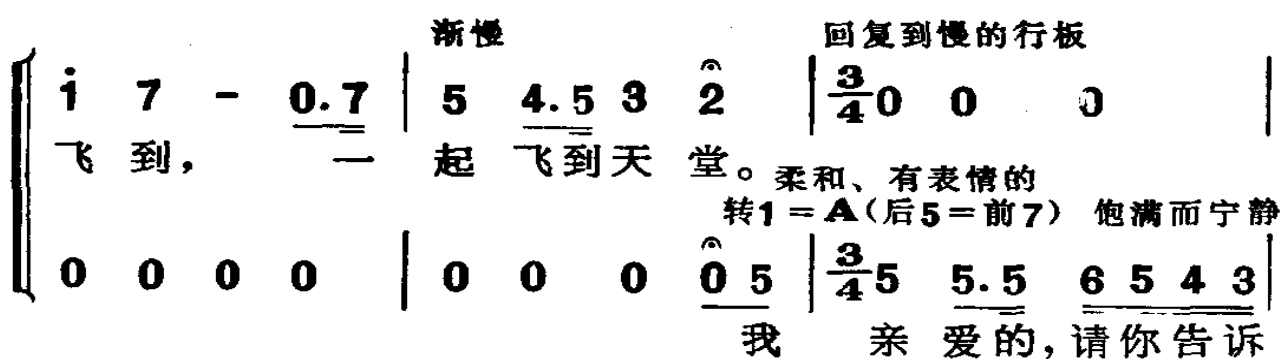 渐慢 回复到慢的行板
1̇ 7 - 0.7 | 5 4.5 3 2 | 3/4 0 0 0 |
飞到, 一起飞到天堂。
柔和、有表情的
转1=A(后5=前7) 饱满而宁静
0 0 0 0 | 0 0 0 0 5 | 3/4 5 5.5 6 5 4 3 |
我亲爱的,请你告诉